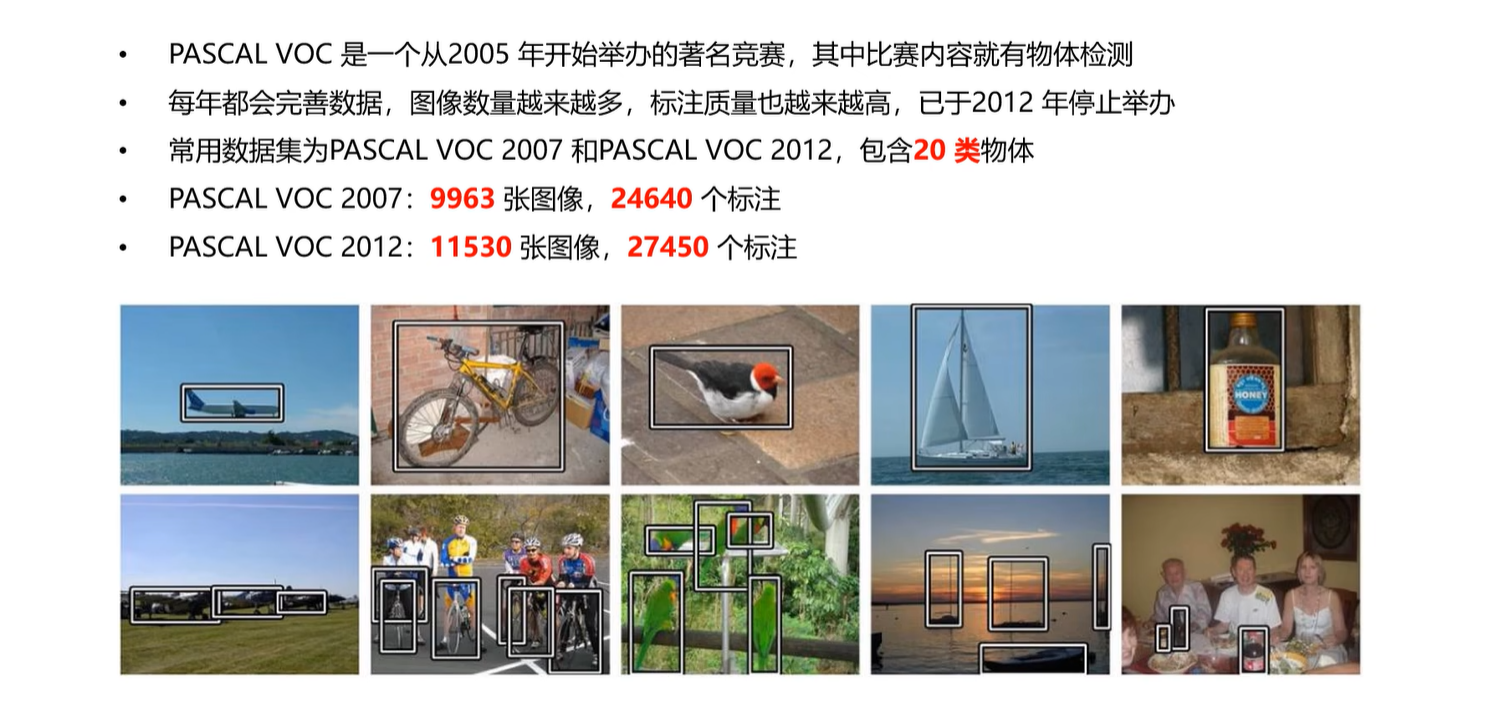 • PASCAL VOC 是一个从2005 年开始举办的著名竞赛，其中比赛内容就有物体检测
• 每年都会完善数据，图像数量越来越多，标注质量也越来越高，已于2012 年停止举办
• 常用数据集为PASCAL VOC 2007 和PASCAL VOC 2012，包含20 类物体
• PASCAL VOC 2007：9963 张图像，24640 个标注
• PASCAL VOC 2012：11530 张图像，27450 个标注
HONEY